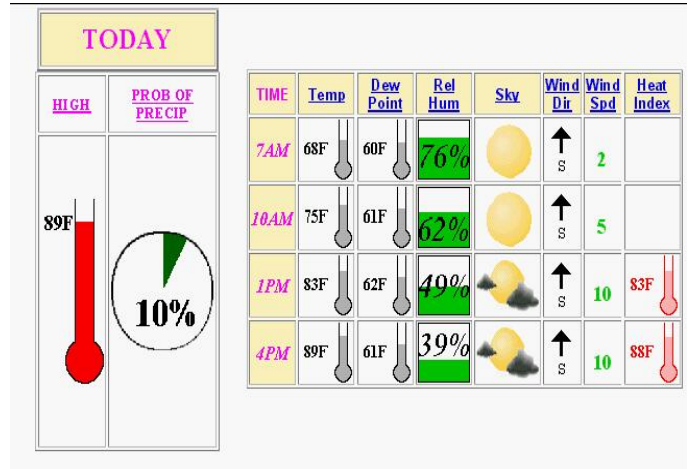 TODAY
HIGH
PROB OF
PRECIP
89F
10%
TIME Temp Dew Point Rel Hum Sky Wind Dir Wind Spd Heat Index
7AM 68F 60F 76% S 2
10AM 75F 61F 62% S 5
1PM 83F 62F 49% S 10 83F
4PM 89F 61F 39% S 10 88F